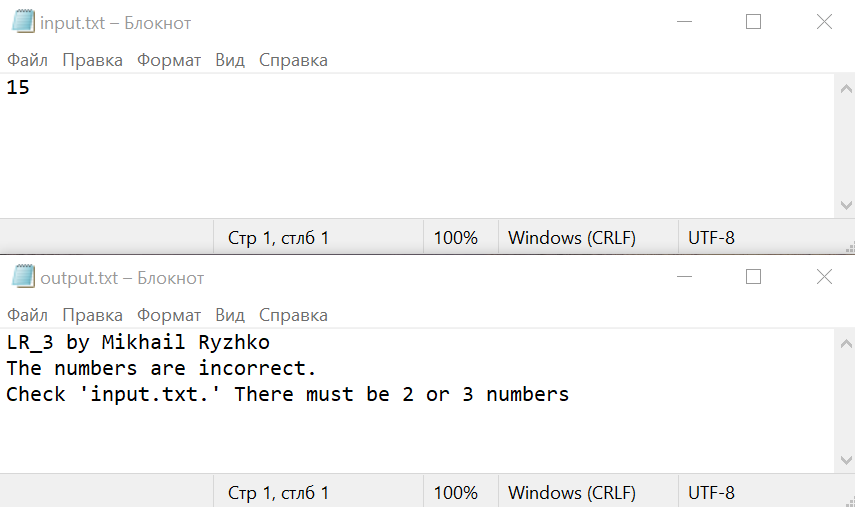 input.txt – Блокнот
Файл Правка Формат Вид Справка
15
Стр 1, стлб 1 100% Windows (CRLF) UTF-8
output.txt – Блокнот
Файл Правка Формат Вид Справка
LR_3 by Mikhail Ryzhko
The numbers are incorrect.
Check 'input.txt.' There must be 2 or 3 numbers
Стр 1, стлб 1 100% Windows (CRLF) UTF-8